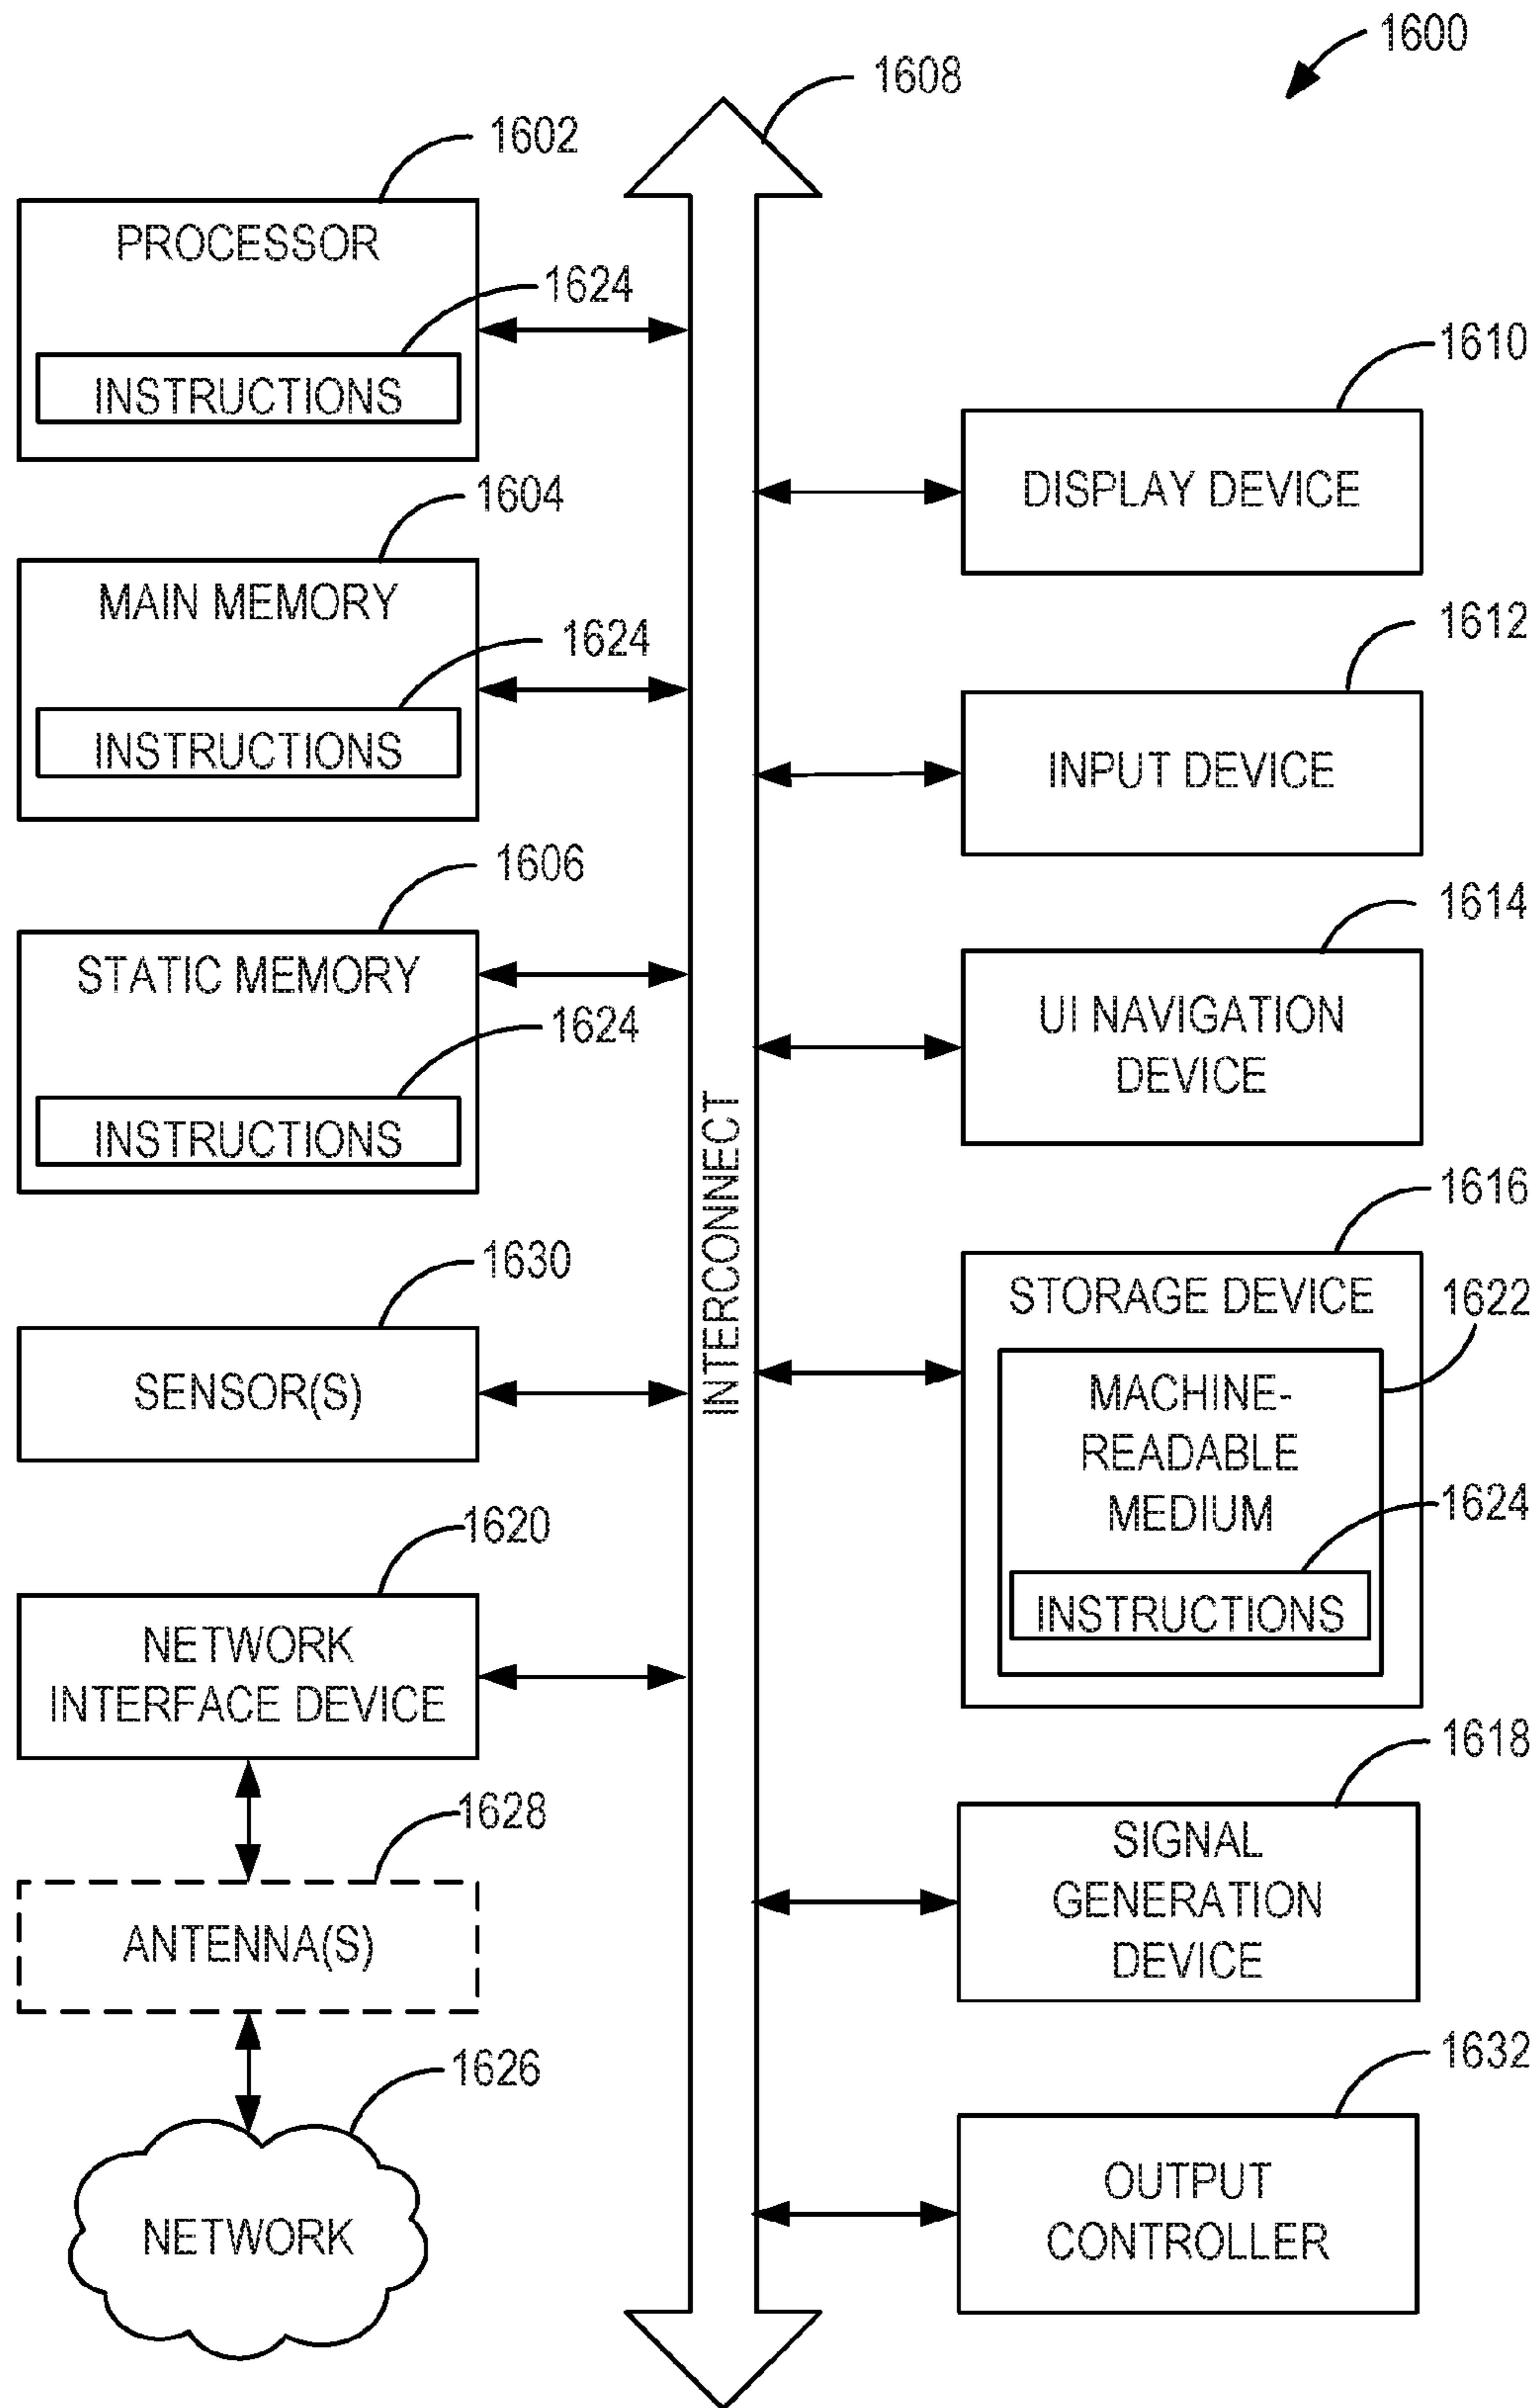 1600
1608
1602
PROCESSOR
1624
INSTRUCTIONS
1604
MAIN MEMORY
1624
INSTRUCTIONS
1606
STATIC MEMORY
1624
INSTRUCTIONS
1630
SENSOR(S)
1620
NETWORK
INTERFACE DEVICE
1628
ANTENNA(S)
1626
NETWORK
INTERCONNECT
1610
DISPLAY DEVICE
1612
INPUT DEVICE
1614
UI NAVIGATION
DEVICE
1616
STORAGE DEVICE
1622
MACHINE-
READABLE
MEDIUM
1624
INSTRUCTIONS
1618
SIGNAL
GENERATION
DEVICE
1632
OUTPUT
CONTROLLER